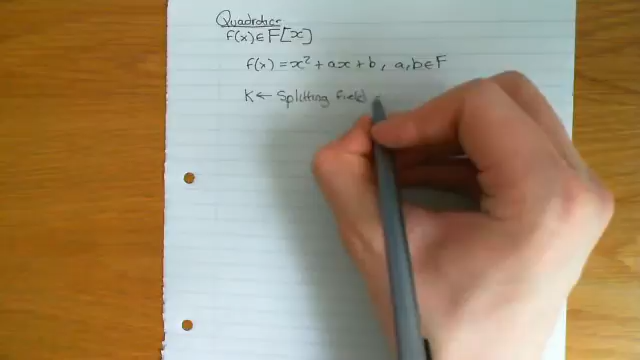 Quadratics
f(x) ∈ F[x]
f(x) = x² + ax + b, a, b ∈ F
K ← Splitting field